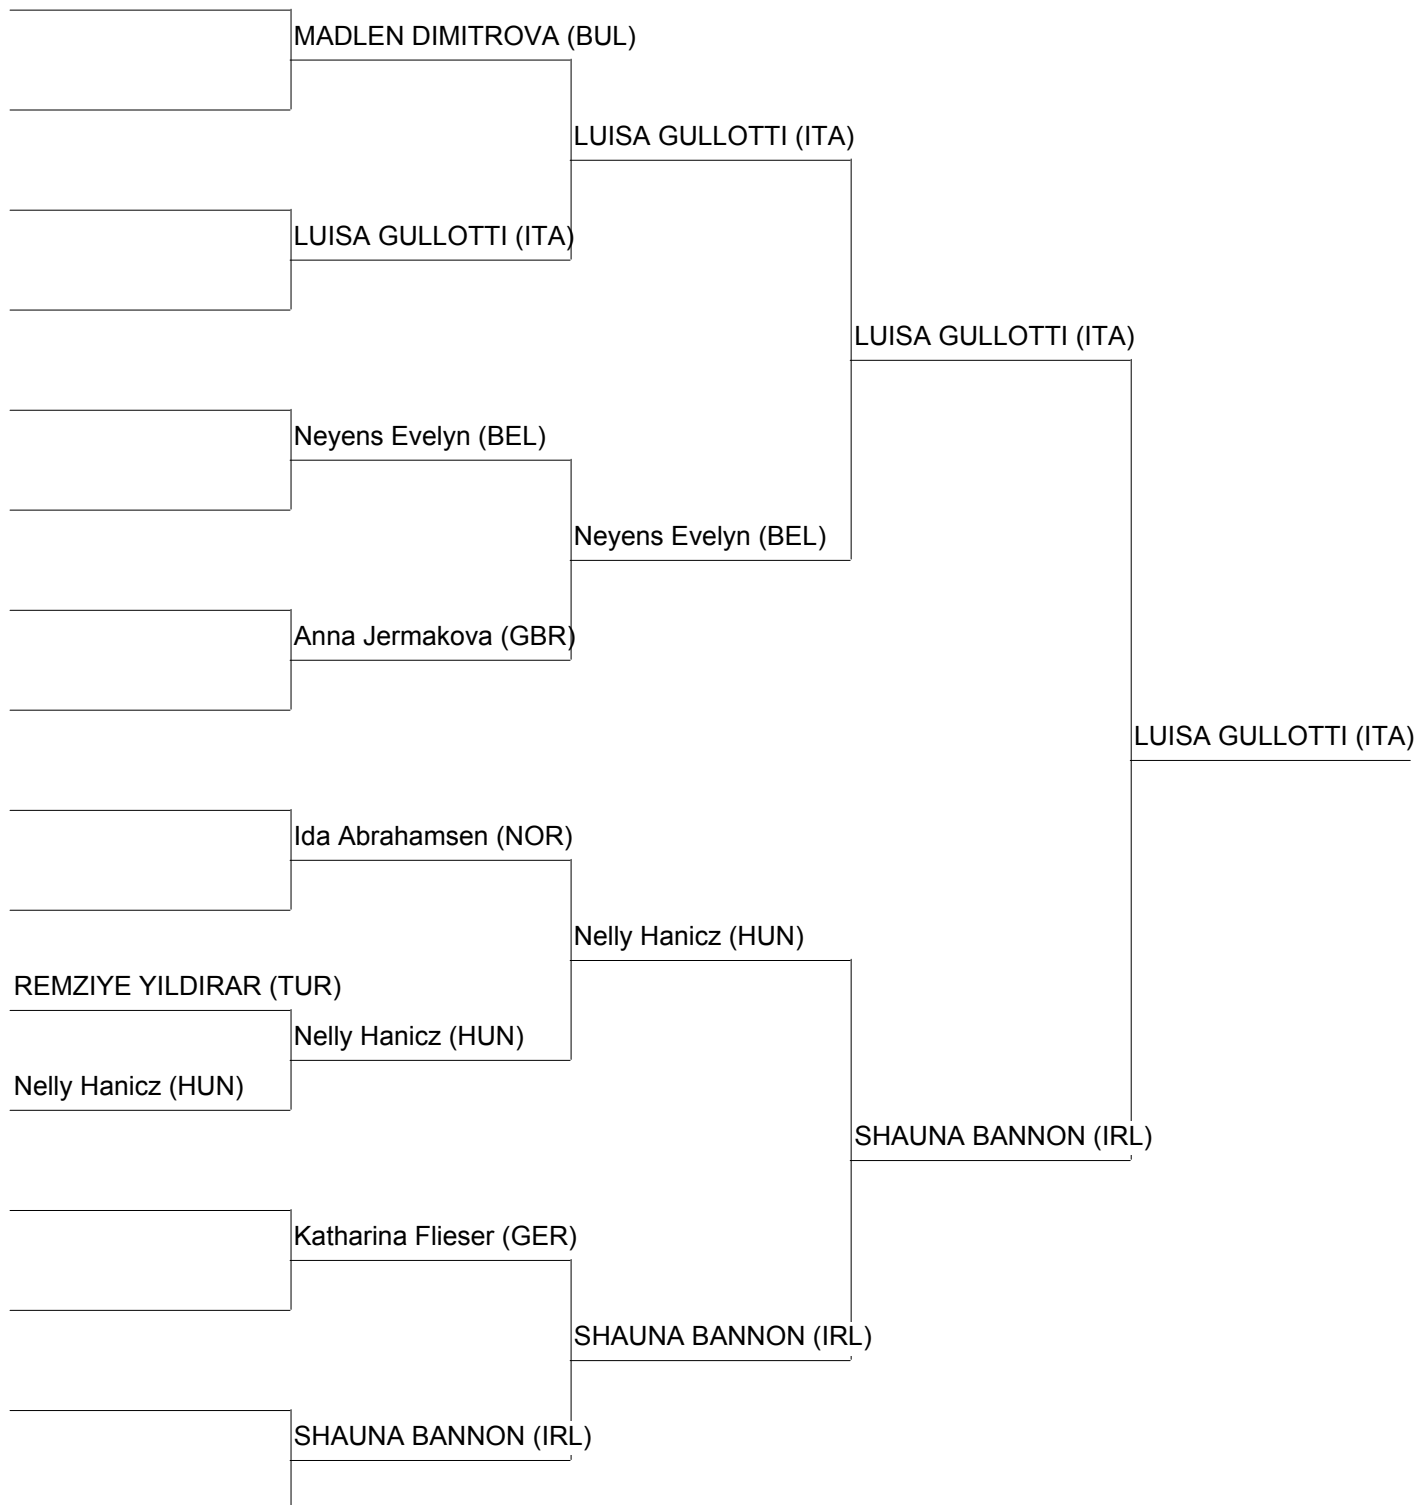 MADLEN DIMITROVA (BUL)
LUISA GULLOTTI (ITA)
LUISA GULLOTTI (ITA)
LUISA GULLOTTI (ITA)
Neyens Evelyn (BEL)
Neyens Evelyn (BEL)
Anna Jermakova (GBR)
LUISA GULLOTTI (ITA)
Ida Abrahamsen (NOR)
Nelly Hanicz (HUN)
REMZIYE YILDIRAR (TUR)
Nelly Hanicz (HUN)
Nelly Hanicz (HUN)
SHAUNA BANNON (IRL)
Katharina Flieser (GER)
SHAUNA BANNON (IRL)
SHAUNA BANNON (IRL)